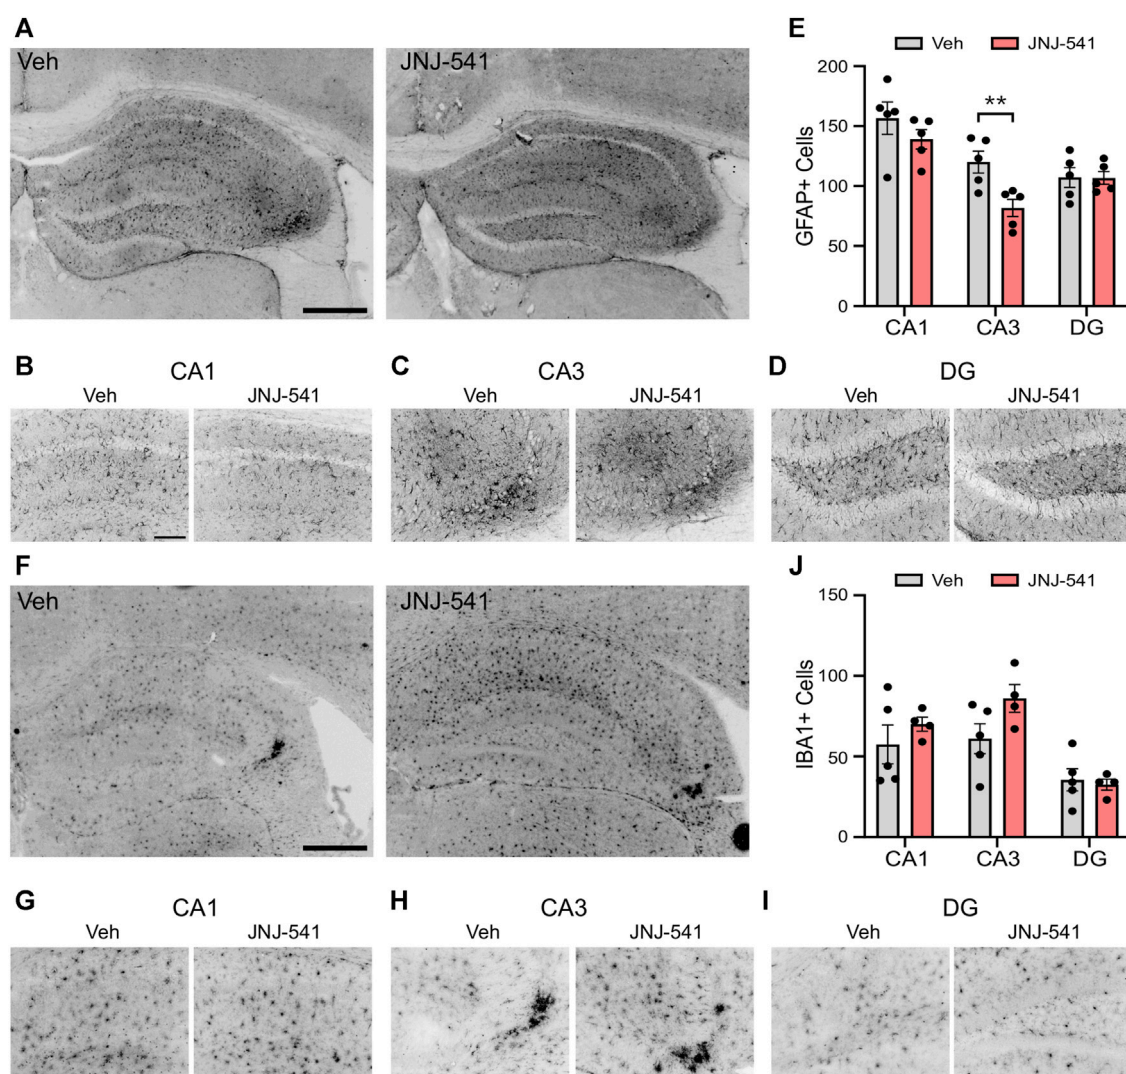 A
Veh
JNJ-541
E
Veh JNJ-541
**
GFAP+ Cells
200
150
100
50
0
CA1 CA3 DG
B CA1
Veh JNJ-541
C CA3
Veh JNJ-541
D DG
Veh JNJ-541
F
Veh
JNJ-541
J
Veh JNJ-541
IBA1+ Cells
150
100
50
0
CA1 CA3 DG
G CA1
Veh JNJ-541
H CA3
Veh JNJ-541
I DG
Veh JNJ-541